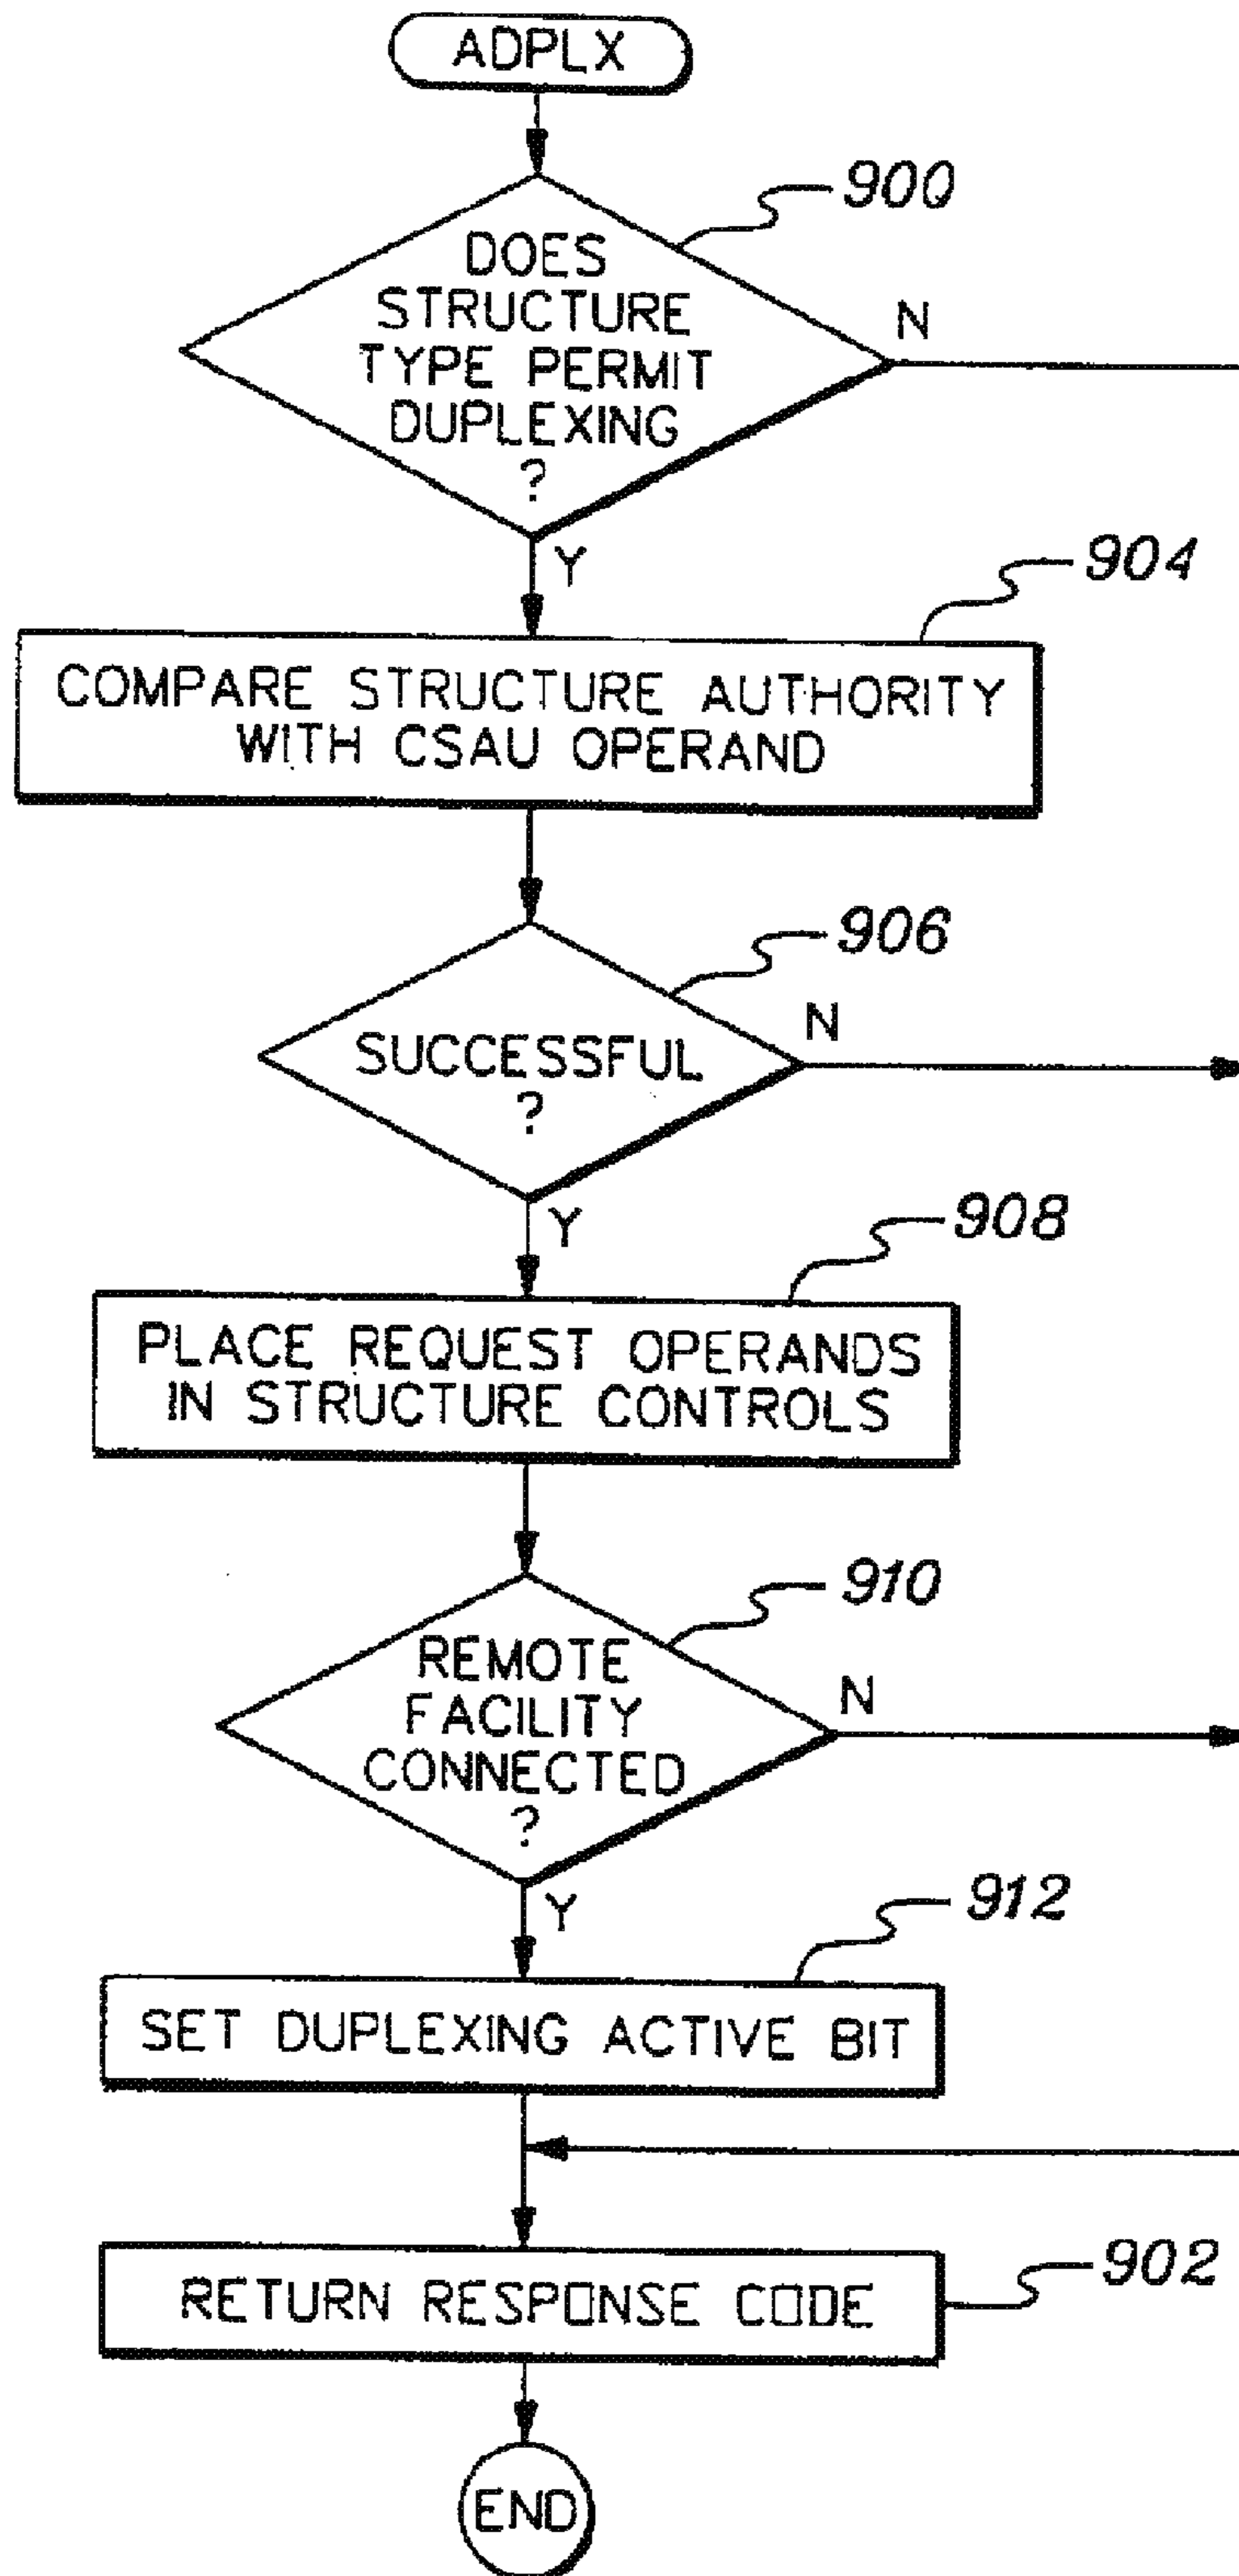 ADPLX
900
DOES
STRUCTURE
TYPE PERMIT
DUPLEXING
?
N
Y
904
COMPARE STRUCTURE AUTHORITY
WITH CSAU OPERAND
906
SUCCESSFUL
?
N
Y
908
PLACE REQUEST OPERANDS
IN STRUCTURE CONTROLS
910
REMOTE
FACILITY
CONNECTED
?
N
Y
912
SET DUPLEXING ACTIVE BIT
902
RETURN RESPONSE CODE
END